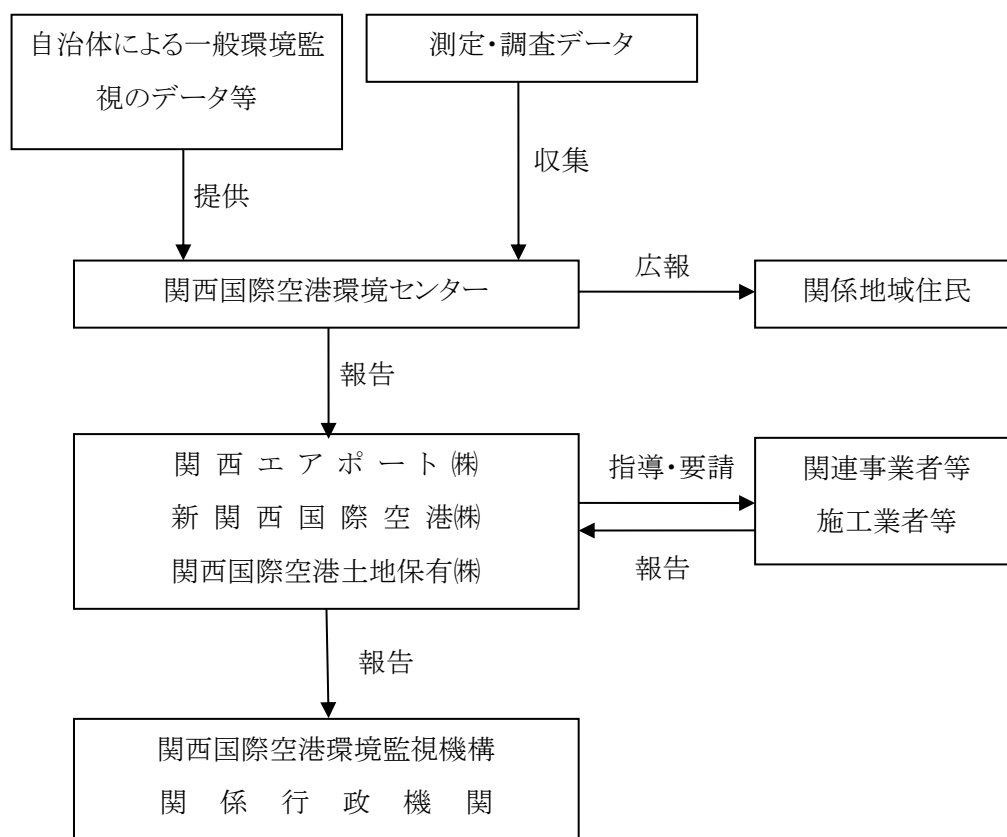 自治体による一般環境監
視のデータ等
測定・調査データ
提供
収集
関西国際空港環境センター
広報
関係地域住民
報告
関西エアポート㈱
新関西国際空港㈱
関西国際空港土地保有㈱
指導・要請
報告
関連事業者等
施工業者等
報告
関西国際空港環境監視機構
関係行政機関